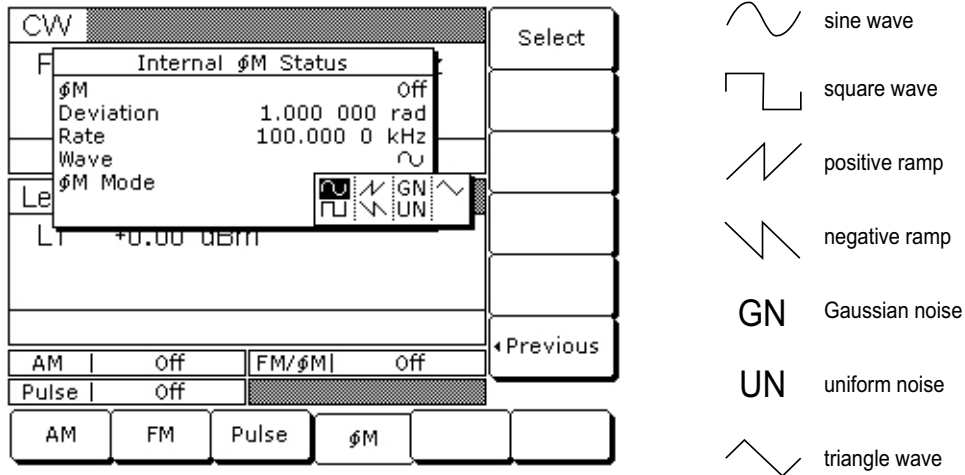 CW
Select
Internal ϕM Status
ϕM Off
Deviation 1.000 000 rad
Rate 100.000 0 kHz
Wave
ϕM Mode
GN
UN
Le
L1 +0.00 dBm
Previous
AM | Off FM/ϕM| Off
Pulse | Off
AM FM Pulse ϕM
sine wave
square wave
positive ramp
negative ramp
GN Gaussian noise
UN uniform noise
triangle wave